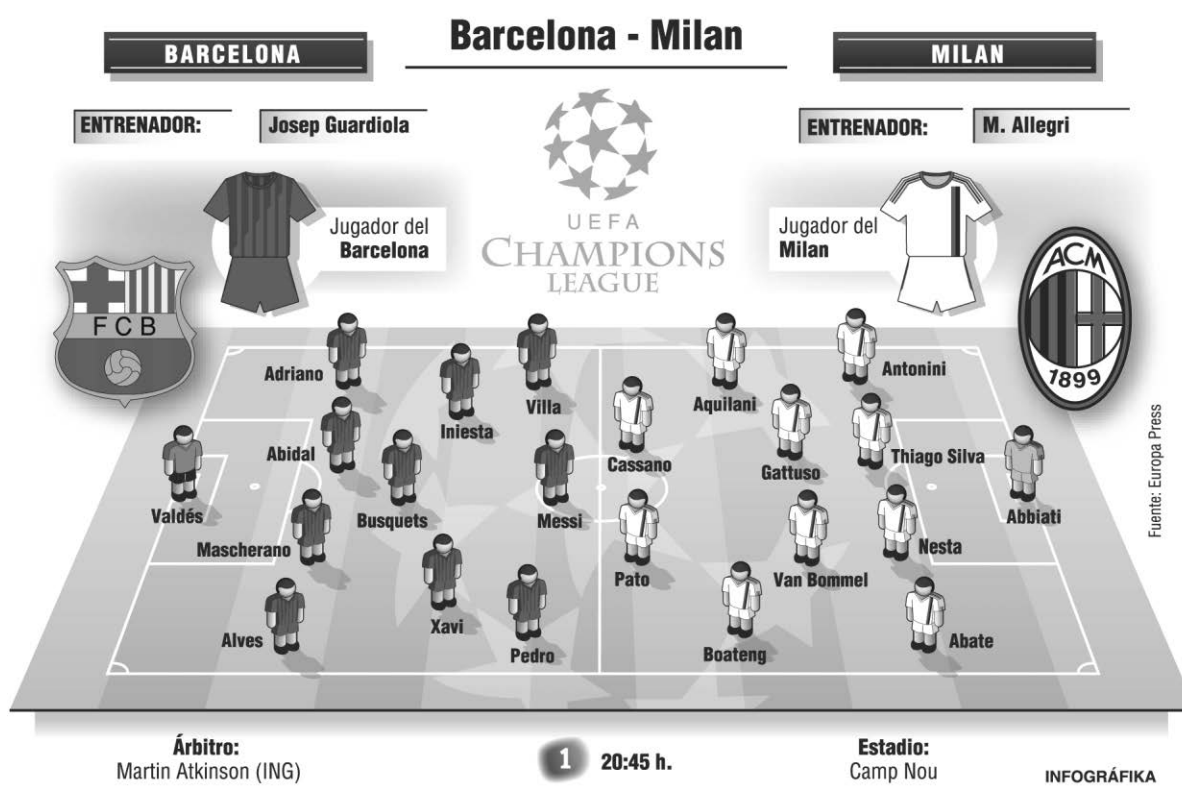 Barcelona - Milan
BARCELONA
MILAN
ENTRENADOR:
Josep Guardiola
ENTRENADOR:
M. Allegri
Jugador del
Barcelona
UEFA
CHAMPIONS
LEAGUE
Jugador del
Milan
FCB
ACM
1899
Adriano
Iniesta
Villa
Aquilani
Antonini
Abidal
Cassano
Gattuso
Thiago Silva
Valdés
Busquets
Messi
Abbiati
Mascherano
Pato
Van Bommel
Nesta
Alves
Xavi
Pedro
Boateng
Abate
Fuente: Europa Press
Árbitro:
Martin Atkinson (ING)
1 20:45 h.
Estadio:
Camp Nou
INFOGRÁFIKA